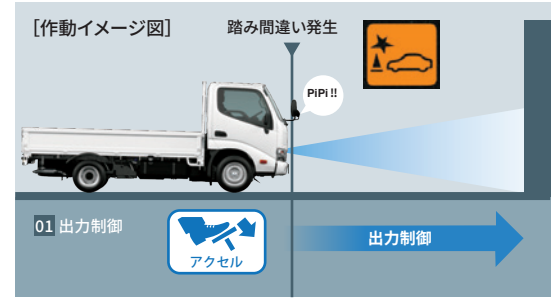 [作動イメージ図]
踏み間違い発生
PiPi !!
01 出力制御
アクセル
出力制御